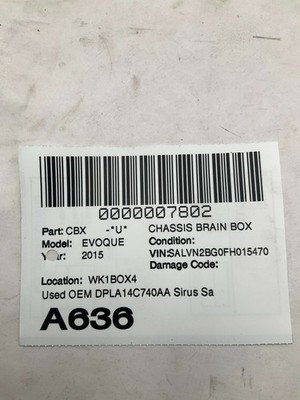 0000007802
Part: CBX -*U* CHASSIS BRAIN BOX
Model: EVOQUE Condition:
Year: 2015 VIN:SALVN2BG0FH015470
Damage Code:
Location: WK1BOX4
Used OEM DPLA14C740AA Sirus Sa
A636